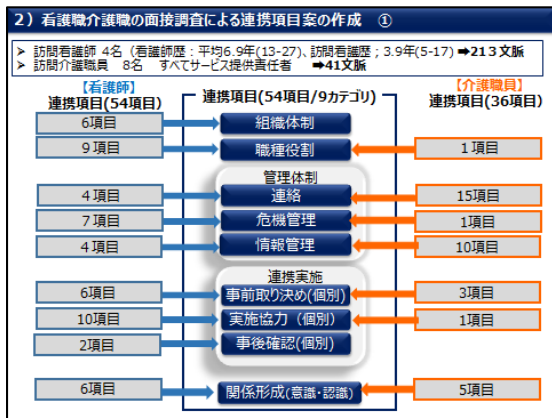 ２）看護職介護職の面接調査による連携項目案の作成　①
➢ 訪問看護師 4名（看護師歴：平均6.9年(13-27)、訪問看護歴；3.9年(5-17) ➡213文脈
➢ 訪問介護職員　8名　すべてサービス提供責任者　➡41文脈
【看護師】
連携項目(54項目)
連携項目(54項目/9カテゴリ)
【介護職員】
連携項目(36項目)
6項目
組織体制
9項目
職種役割
1項目
管理体制
4項目
連絡
15項目
7項目
危機管理
1項目
4項目
情報管理
10項目
連携実施
6項目
事前取り決め(個別)
3項目
10項目
実施協力（個別）
1項目
2項目
事後確認(個別)
6項目
関係形成(意識・認識)
5項目